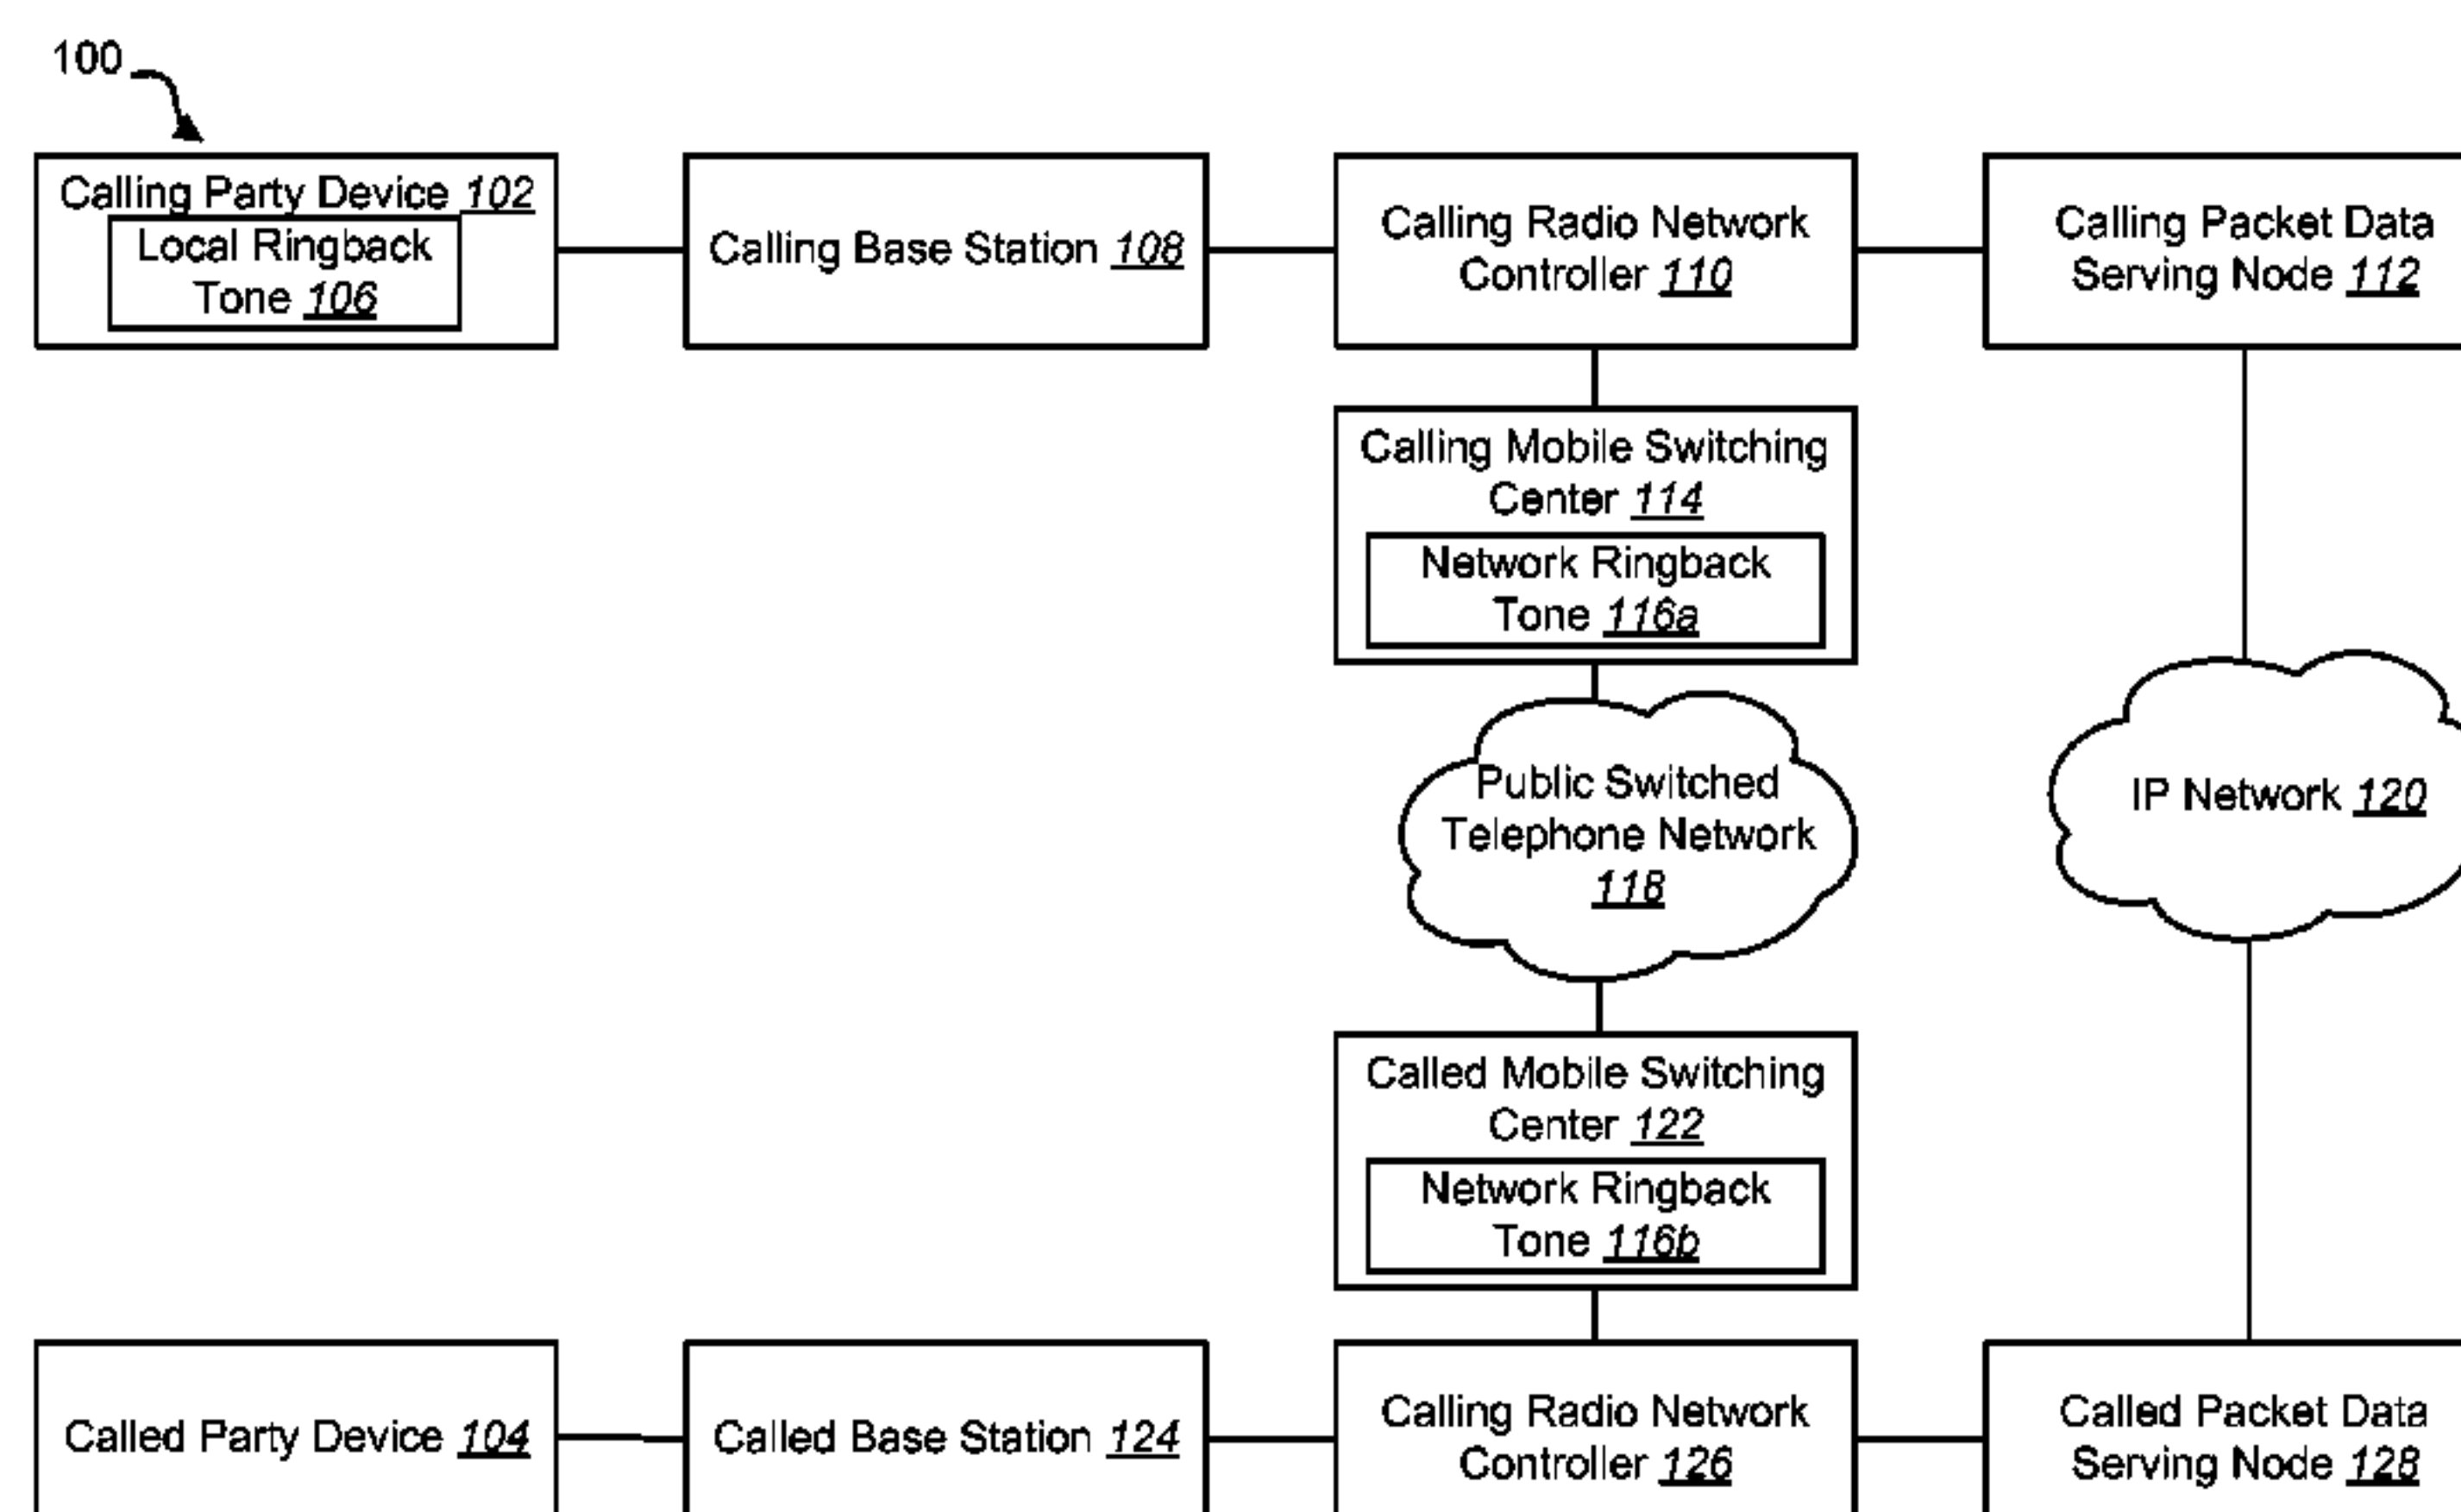 100
Calling Party Device 102
Local Ringback
Tone 106
Calling Base Station 108
Calling Radio Network
Controller 110
Calling Packet Data
Serving Node 112
Calling Mobile Switching
Center 114
Network Ringback
Tone 116a
Public Switched
Telephone Network
118
IP Network 120
Called Mobile Switching
Center 122
Network Ringback
Tone 116b
Called Party Device 104
Called Base Station 124
Calling Radio Network
Controller 126
Called Packet Data
Serving Node 128